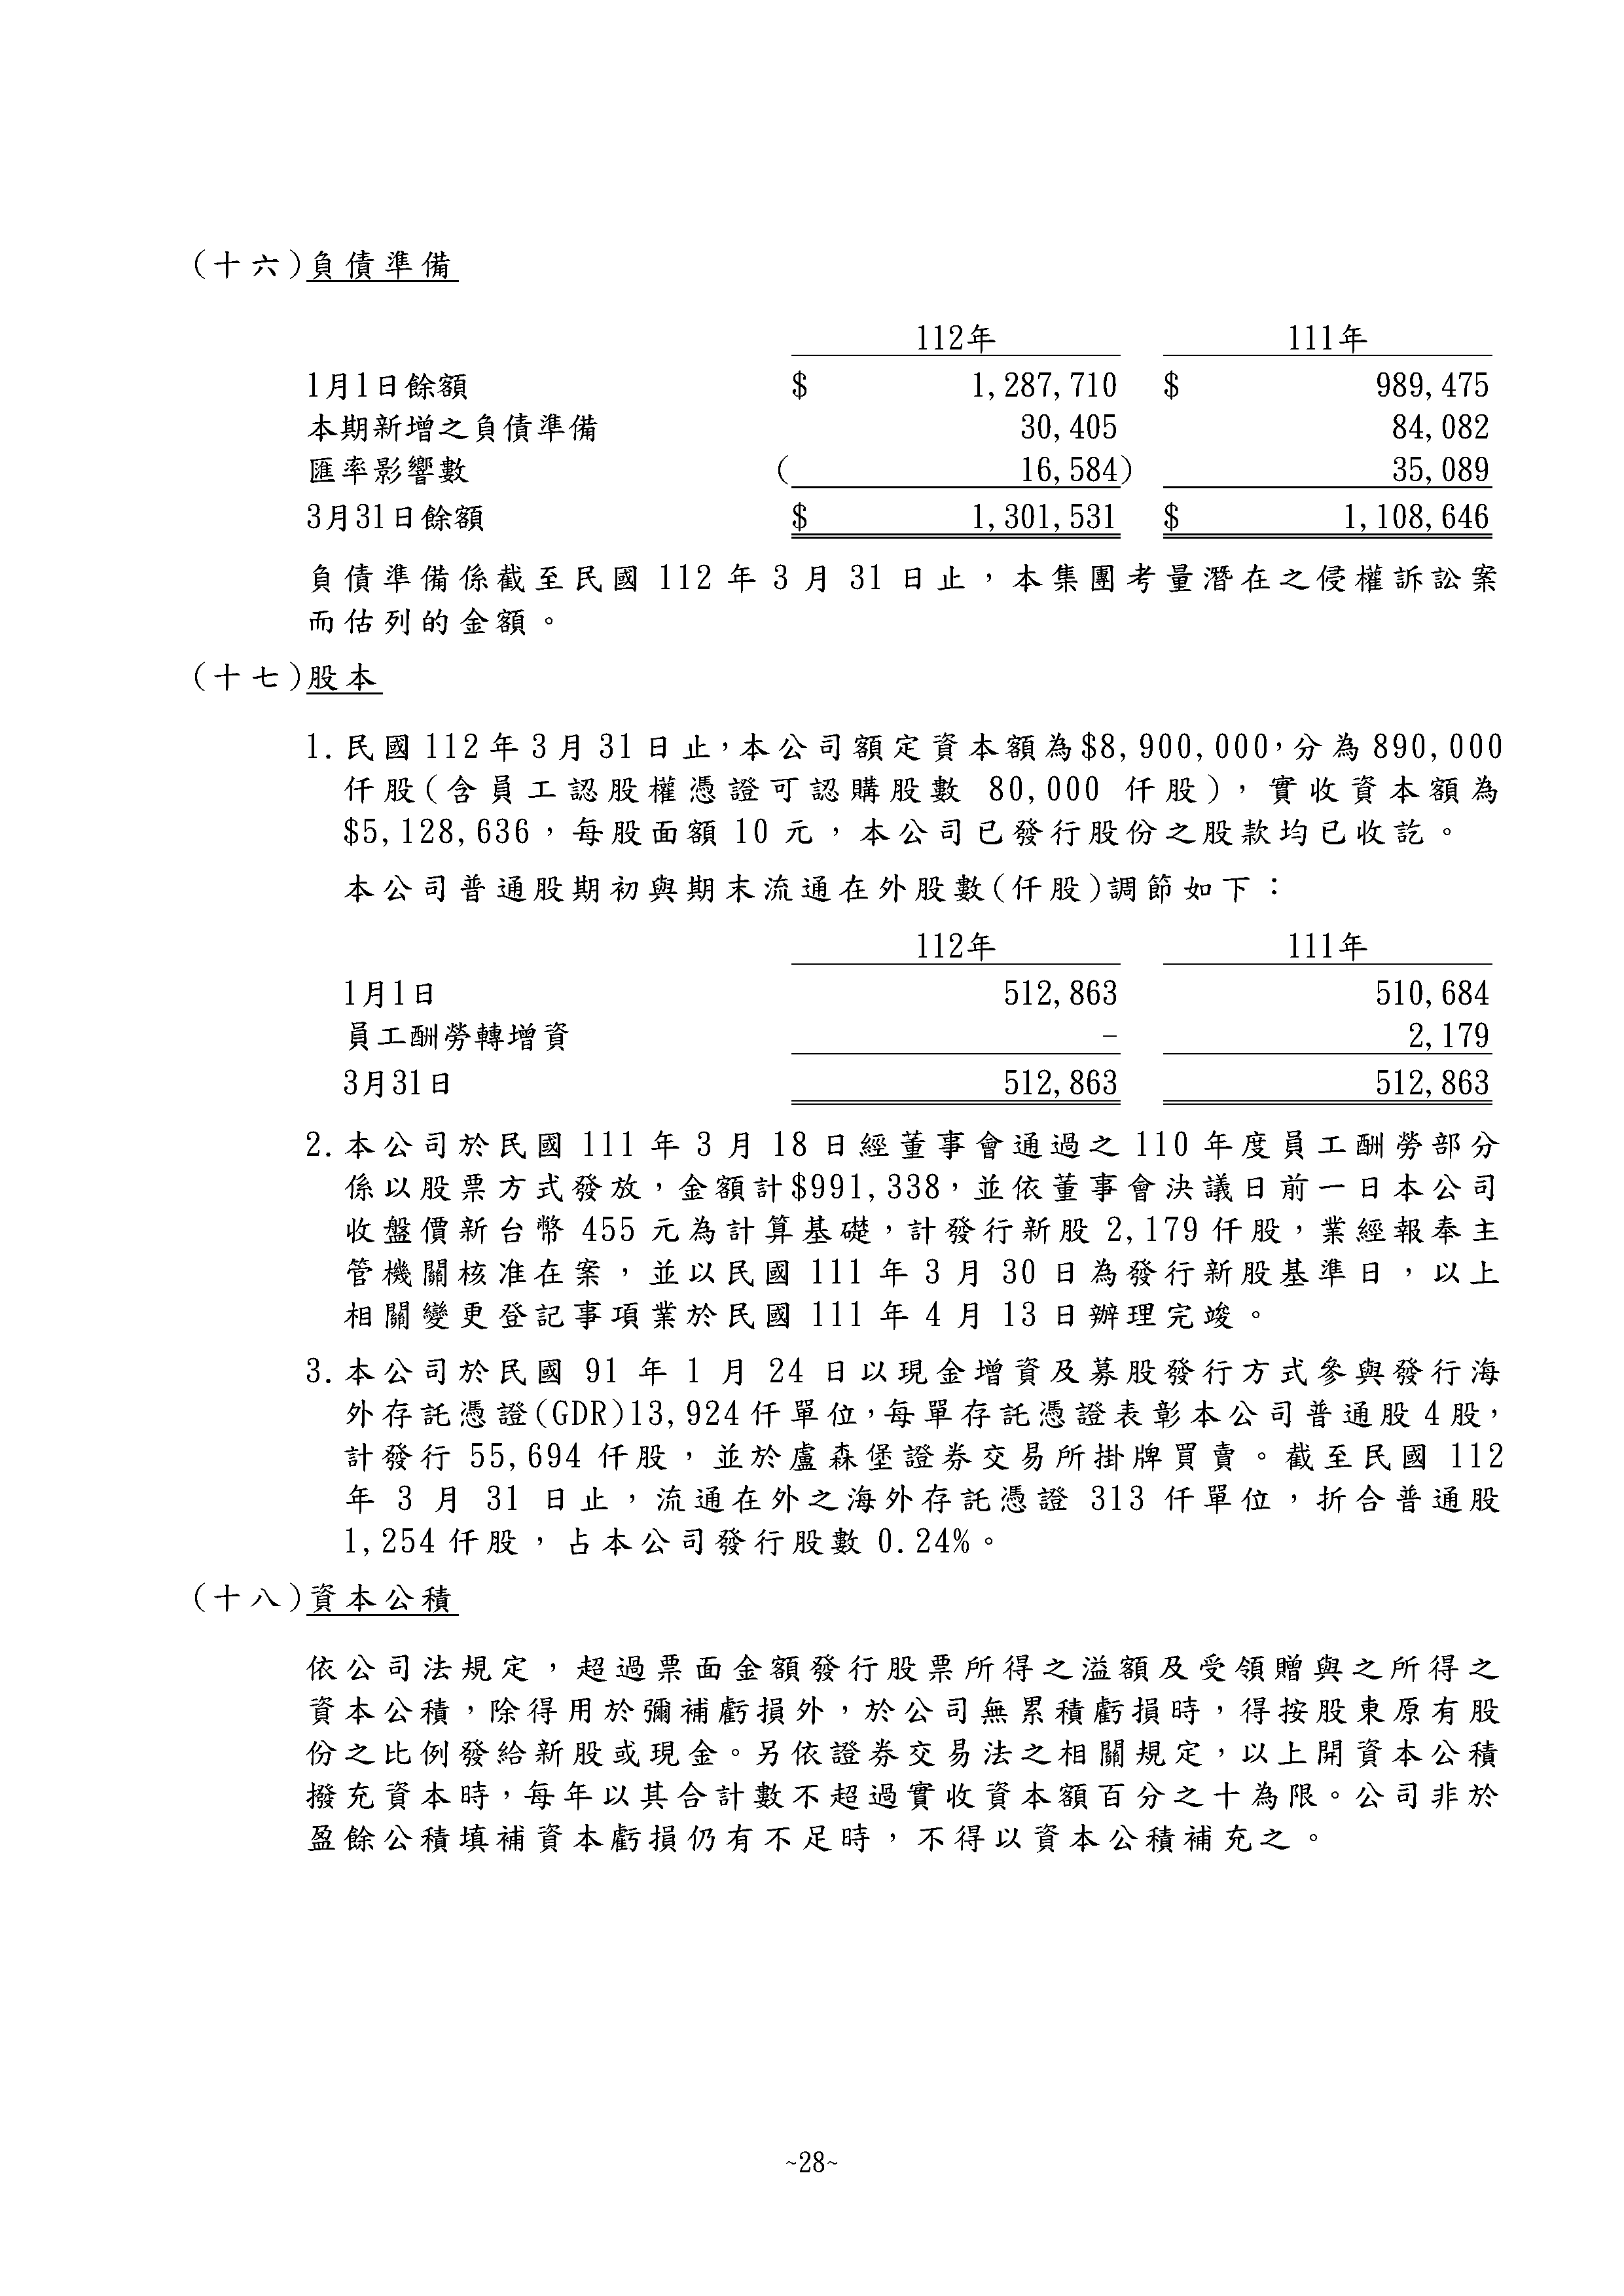 (十六)負債準備
112年 111年
1月1日餘額 $ 1,287,710 $ 989,475
本期新增之負債準備 30,405 84,082
匯率影響數 ( 16,584) 35,089
3月31日餘額 $ 1,301,531 $ 1,108,646
負債準備係截至民國 112 年 3 月 31 日止，本集團考量潛在之侵權訴訟案
而估列的金額。
(十七)股本
1.民國 112 年 3 月 31 日止，本公司額定資本額為$8,900,000，分為 890,000
仟股(含員工認股權憑證可認購股數 80,000 仟股)，實收資本額為
$5,128,636，每股面額 10 元，本公司已發行股份之股款均已收訖。
本公司普通股期初與期末流通在外股數(仟股)調節如下：
112年 111年
1月1日 512,863 510,684
員工酬勞轉增資 - 2,179
3月31日 512,863 512,863
2.本公司於民國 111 年 3 月 18 日經董事會通過之 110 年度員工酬勞部分
係以股票方式發放，金額計$991,338，並依董事會決議日前一日本公司
收盤價新台幣 455 元為計算基礎，計發行新股 2,179 仟股，業經報奉主
管機關核准在案，並以民國 111 年 3 月 30 日為發行新股基準日，以上
相關變更登記事項業於民國 111 年 4 月 13 日辦理完竣。
3.本公司於民國 91 年 1 月 24 日以現金增資及募股發行方式參與發行海
外存託憑證(GDR)13,924 仟單位，每單存託憑證表彰本公司普通股 4 股，
計發行 55,694 仟股，並於盧森堡證券交易所掛牌買賣。截至民國 112
年 3 月 31 日止，流通在外之海外存託憑證 313 仟單位，折合普通股
1,254 仟股，占本公司發行股數 0.24%。
(十八)資本公積
依公司法規定，超過票面金額發行股票所得之溢額及受領贈與之所得之
資本公積，除得用於彌補虧損外，於公司無累積虧損時，得按股東原有股
份之比例發給新股或現金。另依證券交易法之相關規定，以上開資本公積
撥充資本時，每年以其合計數不超過實收資本額百分之十為限。公司非於
盈餘公積填補資本虧損仍有不足時，不得以資本公積補充之。
~28~